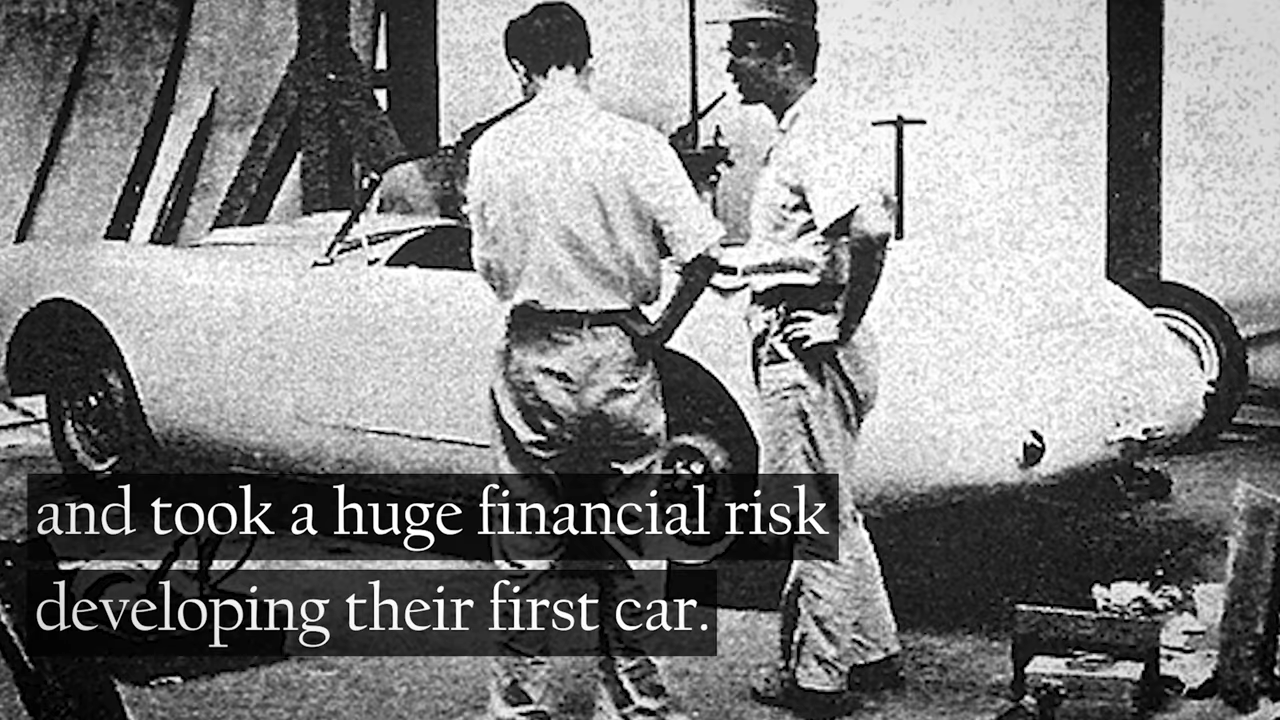 and took a huge financial risk
developing their first car.